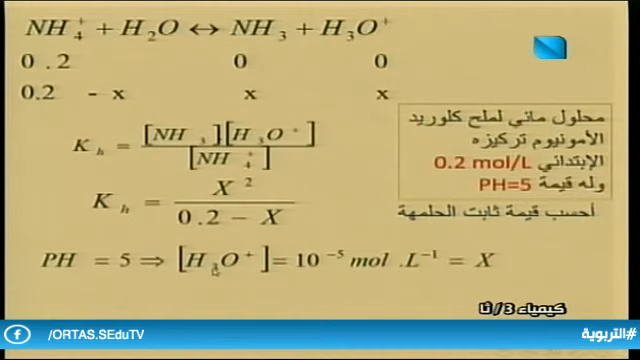 NH₄⁺ + H₂O ↔ NH₃ + H₃O⁺
0.2 0 0
0.2 - x x x
K h = [NH₃][H₃O⁺] / [NH₄⁺]
K h = X² / 0.2 − X
PH = 5 ⇒ [H₃O⁺] = 10⁻⁵ mol .L⁻¹ = X
محلول مائي لملح كلوريد
الأمونيوم تركيزه
الإبتدائي 0.2 mol/L
وله قيمة PH=5
أحسب قيمة ثابت الحلمهة
كيمياء 3/ ثا
f /ORTAS.SEduTV
#التربوية